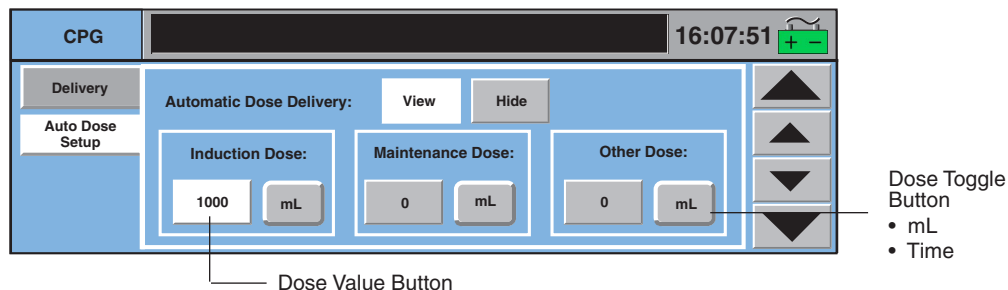 CPG
16:07:51
+ −
Delivery
Auto Dose
Setup
Automatic Dose Delivery:
View
Hide
Induction Dose:
1000
mL
Maintenance Dose:
0
mL
Other Dose:
0
mL
Dose Toggle
Button
• mL
• Time
Dose Value Button